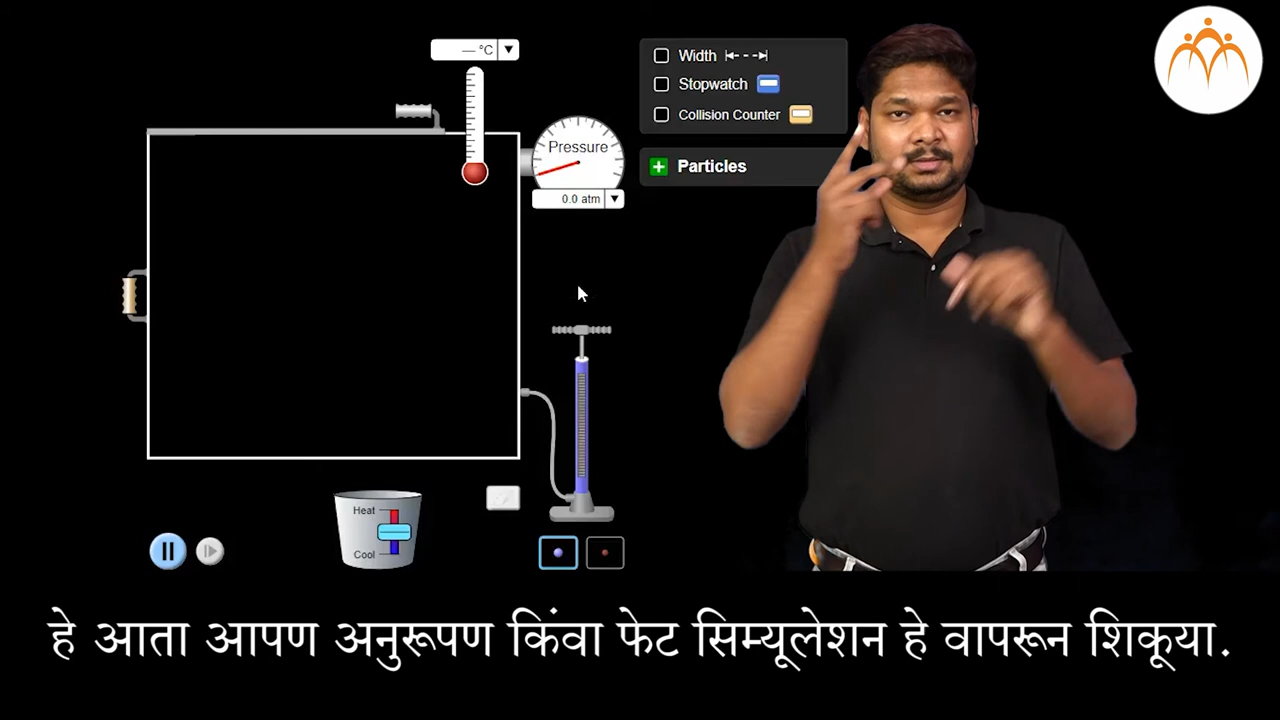 — °C
Width
Stopwatch
Collision Counter
Pressure
Particles
0.0 atm
Heat
Cool
हे आता आपण अनुरूपण किंवा फेट सिम्यूलेशन हे वापरून शिकूया.